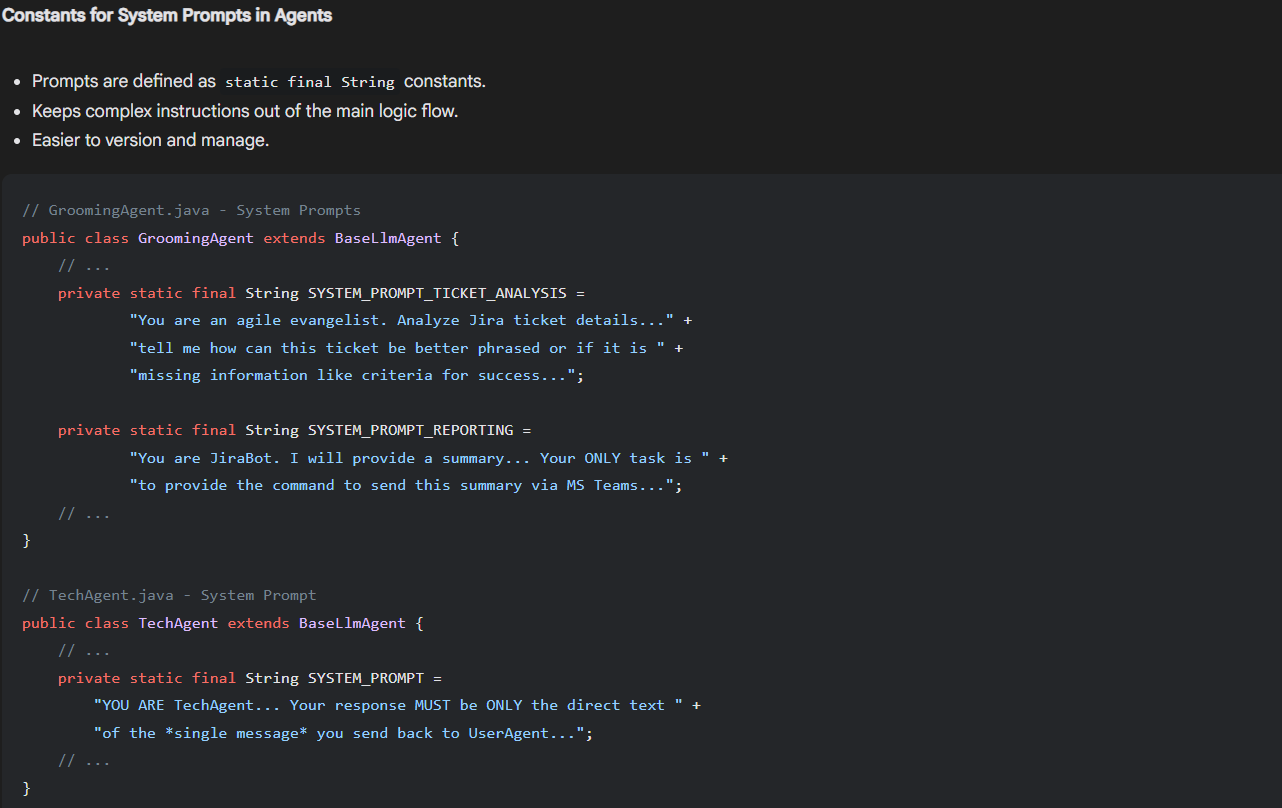 Constants for System Prompts in Agents
• Prompts are defined as static final String constants.
• Keeps complex instructions out of the main logic flow.
• Easier to version and manage.
// GroomingAgent.java - System Prompts
public class GroomingAgent extends BaseLlmAgent {
    // ...
    private static final String SYSTEM_PROMPT_TICKET_ANALYSIS =
            "You are an agile evangelist. Analyze Jira ticket details..." +
            "tell me how can this ticket be better phrased or if it is " +
            "missing information like criteria for success...";
    private static final String SYSTEM_PROMPT_REPORTING =
            "You are JiraBot. I will provide a summary... Your ONLY task is " +
            "to provide the command to send this summary via MS Teams...";
    // ...
}
// TechAgent.java - System Prompt
public class TechAgent extends BaseLlmAgent {
    // ...
    private static final String SYSTEM_PROMPT =
        "YOU ARE TechAgent... Your response MUST be ONLY the direct text " +
        "of the *single message* you send back to UserAgent...";
    // ...
}